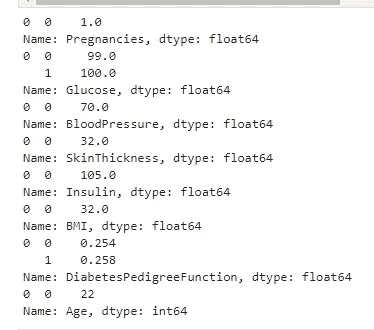 0  0    1.0
Name: Pregnancies, dtype: float64
0  0     99.0
   1    100.0
Name: Glucose, dtype: float64
0  0    70.0
Name: BloodPressure, dtype: float64
0  0    32.0
Name: SkinThickness, dtype: float64
0  0    105.0
Name: Insulin, dtype: float64
0  0    32.0
Name: BMI, dtype: float64
0  0    0.254
   1    0.258
Name: DiabetesPedigreeFunction, dtype: float64
0  0    22
Name: Age, dtype: int64